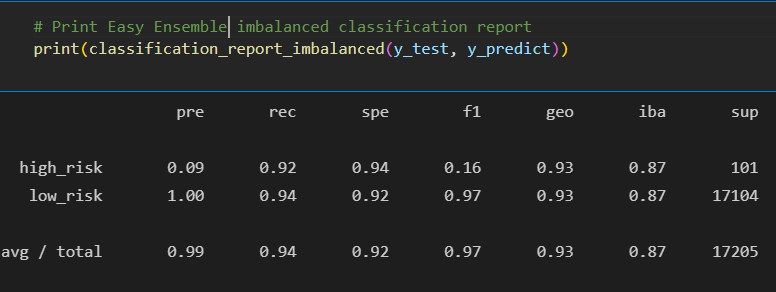 # Print Easy Ensemble imbalanced classification report
print(classification_report_imbalanced(y_test, y_predict))
pre rec spe f1 geo iba sup
high_risk 0.09 0.92 0.94 0.16 0.93 0.87 101
low_risk 1.00 0.94 0.92 0.97 0.93 0.87 17104
avg / total 0.99 0.94 0.92 0.97 0.93 0.87 17205